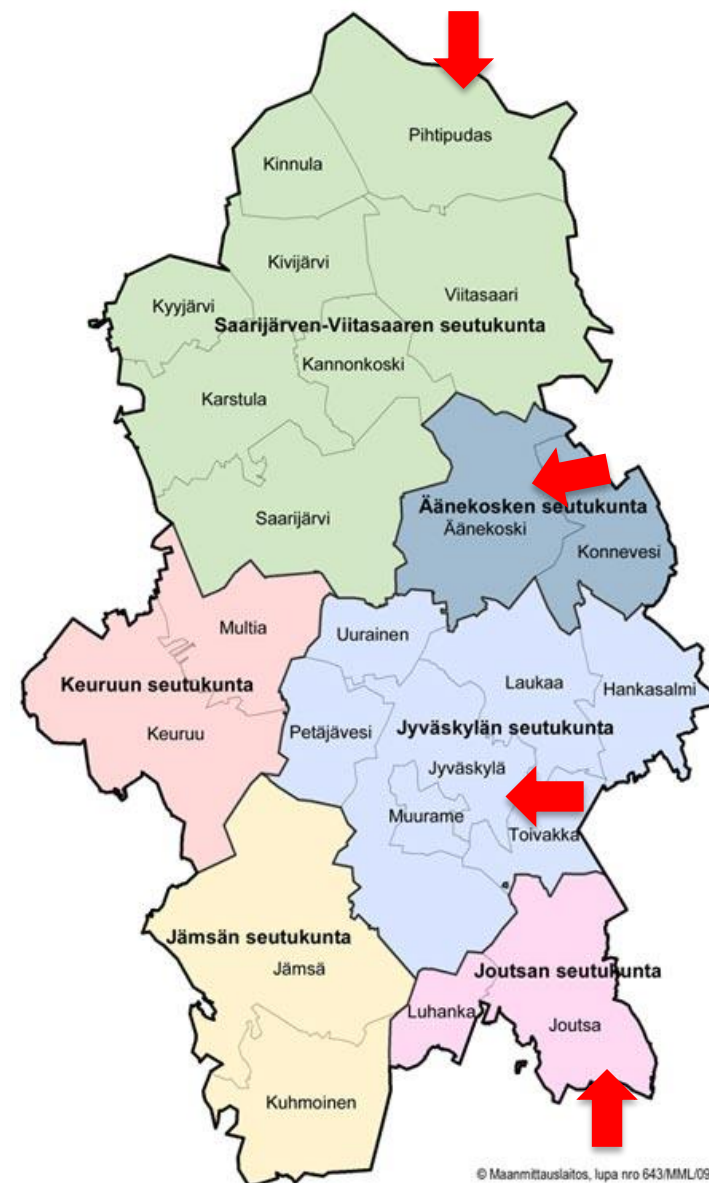 Pihtipudas
Kinnula
Kivijärvi
Viitasaari
Kyyjärvi
Saarijärven-Viitasaaren seutukunta
Kannonkoski
Karstula
Saarijärvi
Äänekosken seutukunta
Äänekoski
Konnevesi
Multia
Uurainen
Laukaa
Hankasalmi
Keuruun seutukunta
Keuruu
Petäjävesi
Jyväskylän seutukunta
Jyväskylä
Muurame
Toivakka
Jämsän seutukunta
Jämsä
Joutsan seutukunta
Luhanka
Joutsa
Kuhmoinen
© Maanmittauslaitos, lupa nro 643/MML/09